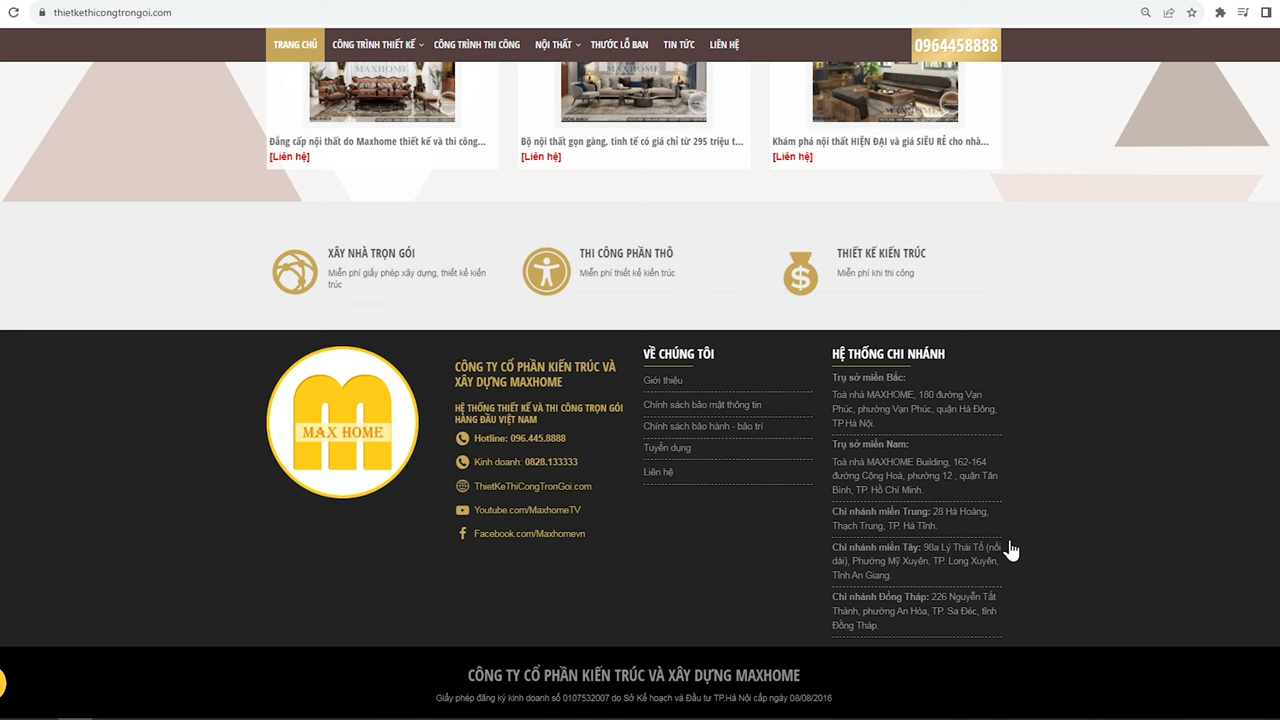 thietkethicongtrongoi.com
TRANG CHỦ CÔNG TRÌNH THIẾT KẾ CÔNG TRÌNH THI CÔNG NỘI THẤT THƯỚC LỖ BAN TIN TỨC LIÊN HỆ 0964458888
MAXHOME MAXHOME
Đẳng cấp nội thất do Maxhome thiết kế và thi công...
[Liên hệ]
Bộ nội thất gọn gàng, tinh tế có giá chỉ từ 295 triệu t...
[Liên hệ]
Khám phá nội thất HIỆN ĐẠI và giá SIÊU RẺ cho nhà...
[Liên hệ]
XÂY NHÀ TRỌN GÓI
Miễn phí giấy phép xây dựng, thiết kế kiến
trúc
THI CÔNG PHẦN THÔ
Miễn phí thiết kế kiến trúc
THIẾT KẾ KIẾN TRÚC
Miễn phí khi thi công
MAX HOME
CÔNG TY CỔ PHẦN KIẾN TRÚC VÀ
XÂY DỰNG MAXHOME
HỆ THỐNG THIẾT KẾ VÀ THI CÔNG TRỌN GÓI
HÀNG ĐẦU VIỆT NAM
Hotline: 096.445.8888
Kinh doanh: 0828.133333
ThietKeThiCongTronGoi.com
Youtube.com/MaxhomeTV
Facebook.com/Maxhomevn
VỀ CHÚNG TÔI
Giới thiệu
Chính sách bảo mật thông tin
Chính sách bảo hành - bảo trì
Tuyển dụng
Liên hệ
HỆ THỐNG CHI NHÁNH
Trụ sở miền Bắc:
Toà nhà MAXHOME, 180 đường Vạn
Phúc, phường Vạn Phúc, quận Hà Đông,
TP.Hà Nội.
Trụ sở miền Nam:
Toà nhà MAXHOME Building, 162-164
đường Cộng Hoà, phường 12 , quận Tân
Bình, TP. Hồ Chí Minh.
Chi nhánh miền Trung: 28 Hà Hoàng,
Thạch Trung, TP. Hà Tĩnh.
Chi nhánh miền Tây: 98a Lý Thái Tổ (nối
dài), Phường Mỹ Xuyên, TP. Long Xuyên,
Tỉnh An Giang.
Chi nhánh Đồng Tháp: 226 Nguyễn Tất
Thành, phường An Hòa, TP. Sa Đéc, tỉnh
Đồng Tháp.
CÔNG TY CỔ PHẦN KIẾN TRÚC VÀ XÂY DỰNG MAXHOME
Giấy phép đăng ký kinh doanh số 0107532007 do Sở Kế hoạch và Đầu tư TP.Hà Nội cấp ngày 08/08/2016